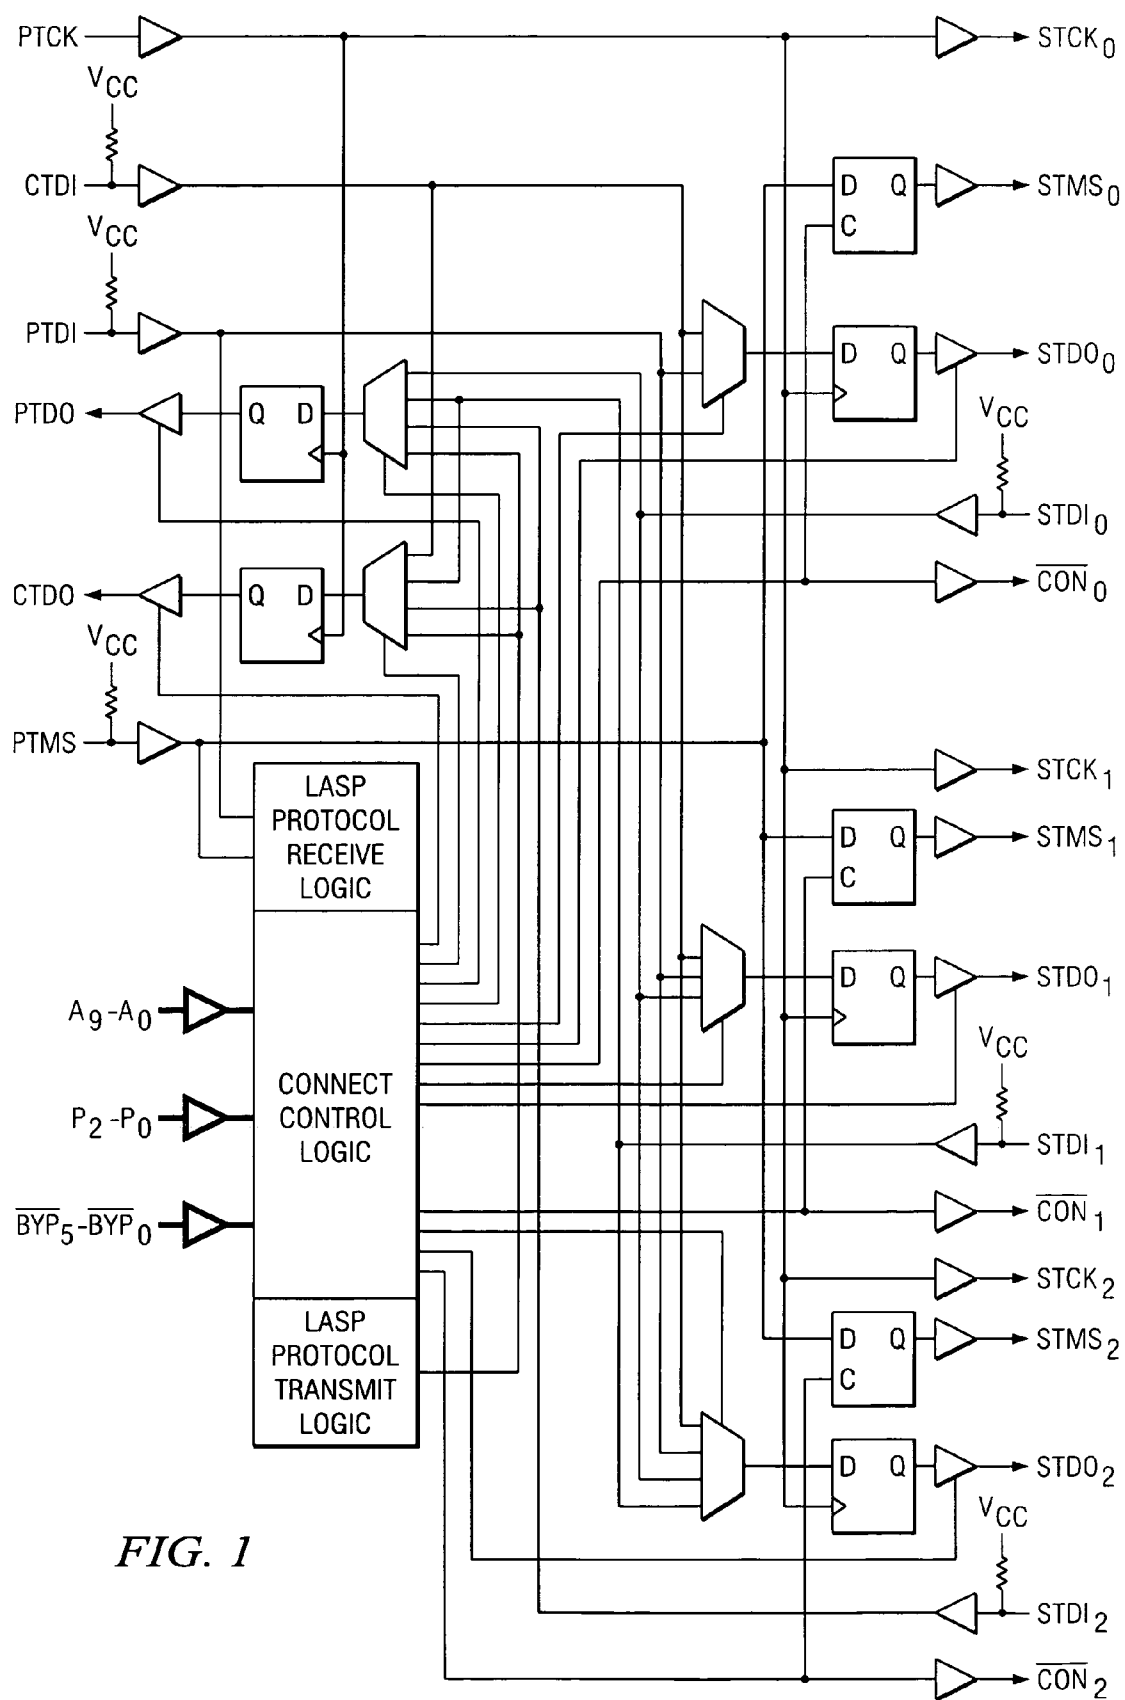 PTCK
STCK0
VCC
CTDI
D Q
STMS0
C
VCC
PTDI
D Q
STDO0
PTDO
Q D
VCC
STDI0
CTDO
Q D
CON0
VCC
PTMS
STCK1
LASP
PROTOCOL
RECEIVE
LOGIC
D Q
STMS1
C
A9-A0
D Q
STDO1
VCC
CONNECT
CONTROL
LOGIC
P2-P0
STDI1
BYP5-BYP0
CON1
STCK2
LASP
PROTOCOL
TRANSMIT
LOGIC
D Q
STMS2
C
D Q
STDO2
VCC
FIG. 1
STDI2
CON2